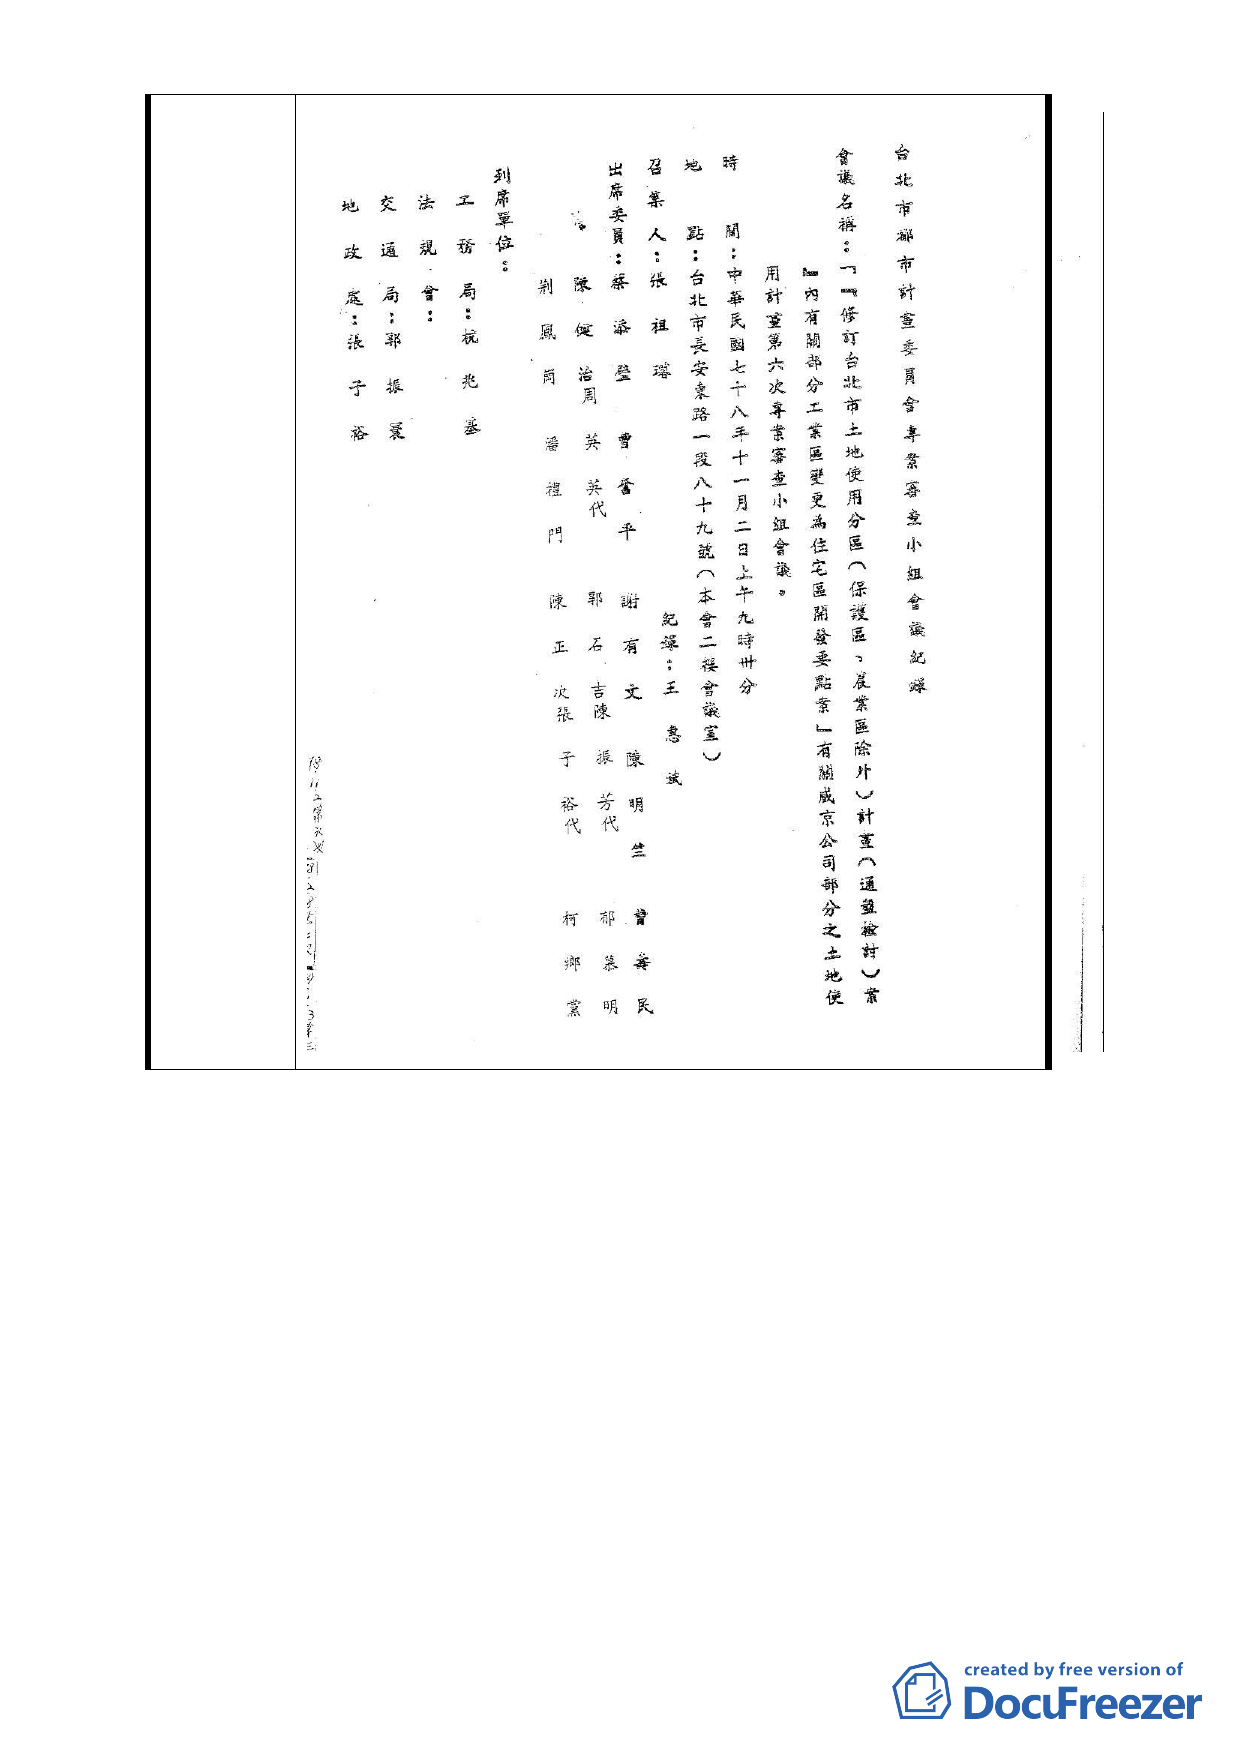 台北市都市計畫委員會專案審查小組會議紀錄
會議名稱：「『修訂台北市土地使用分區（保護區、農業區除外）計畫（通盤檢討）案
』內有關部分工業區變更為住宅區開發要點案」有關威京公司部分之土地使
用計畫第六次專案審查小組會議。
時　間：中華民國七十八年十一月二日上午九時卅分
地　點：台北市長安東路一段八十九號（本會二樓會議室）
召集人：張祖璿　紀錄：王惠
出席委員：蔡添璧　曹奮平　謝有文　陳明竺　曾
陳健治 周英英代　郭石吉 陳振芳代　郁慕明
荆鳳崗　潘禮門　陳正次 張子裕代　柯鄉黨
到席單位：
工務局：杭兆
法規會：
交通局：郭振寰
地政處：張子裕
created by free version of
DocuFreezer